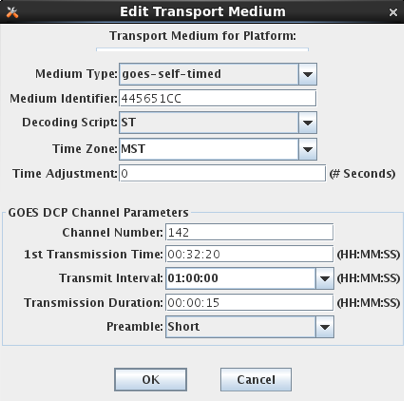 Edit Transport Medium
Transport Medium for Platform:
Medium Type: goes-self-timed
Medium Identifier: 445651CC
Decoding Script: ST
Time Zone: MST
Time Adjustment: 0 (# Seconds)
GOES DCP Channel Parameters
Channel Number: 142
1st Transmission Time: 00:32:20 (HH:MM:SS)
Transmit Interval: 01:00:00 (HH:MM:SS)
Transmission Duration: 00:00:15 (HH:MM:SS)
Preamble: Short
OK Cancel